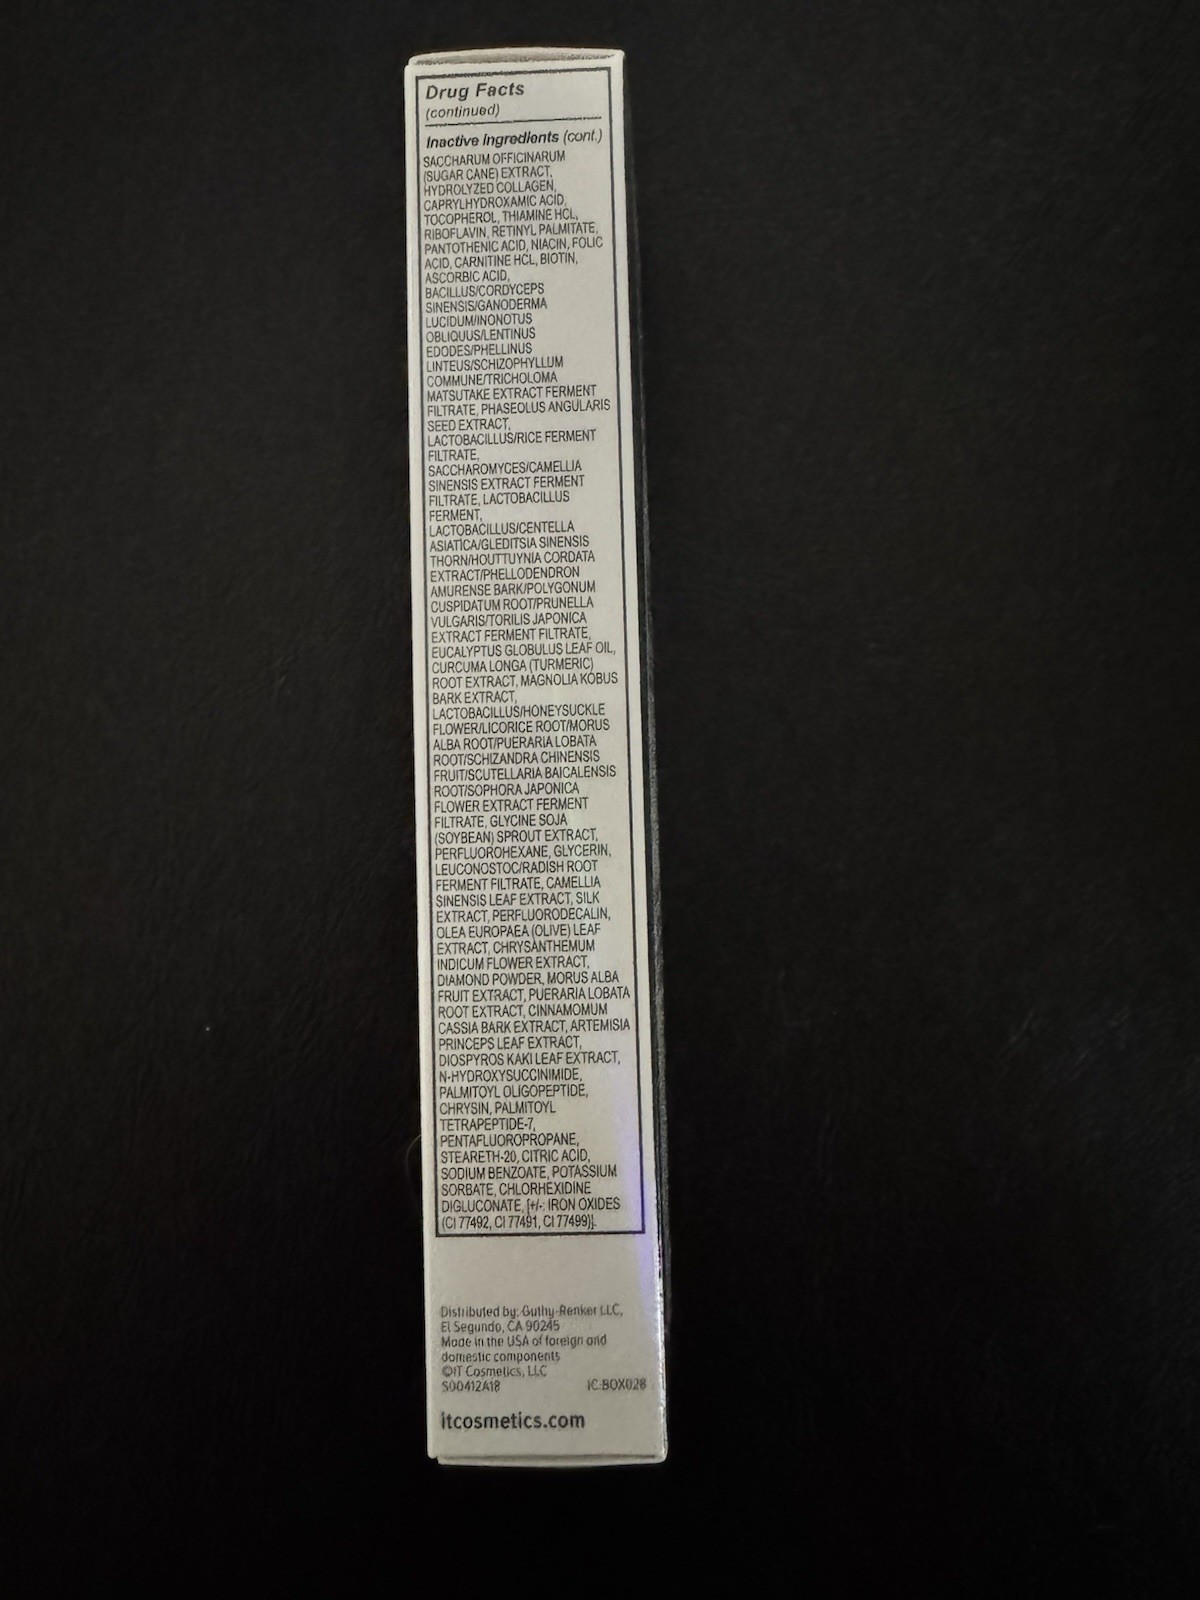 Drug Facts
(continued)
Inactive Ingredients (cont.)
SACCHARUM OFFICINARUM
(SUGAR CANE) EXTRACT,
HYDROLYZED COLLAGEN,
CAPRYLHYDROXAMIC ACID,
TOCOPHEROL, THIAMINE HCL,
RIBOFLAVIN, RETINYL PALMITATE,
PANTOTHENIC ACID, NIACIN, FOLIC
ACID, CARNITINE HCL, BIOTIN,
ASCORBIC ACID,
BACILLUS/CORDYCEPS
SINENSIS/GANODERMA
LUCIDUM/INONOTUS
OBLIQUUS/LENTINUS
EDODES/PHELLINUS
LINTEUS/SCHIZOPHYLLUM
COMMUNE/TRICHOLOMA
MATSUTAKE EXTRACT FERMENT
FILTRATE, PHASEOLUS ANGULARIS
SEED EXTRACT,
LACTOBACILLUS/RICE FERMENT
FILTRATE,
SACCHAROMYCES/CAMELLIA
SINENSIS EXTRACT FERMENT
FILTRATE, LACTOBACILLUS
FERMENT,
LACTOBACILLUS/CENTELLA
ASIATICA/GLEDITSIA SINENSIS
THORN/HOUTTUYNIA CORDATA
EXTRACT/PHELLODENDRON
AMURENSE BARK/POLYGONUM
CUSPIDATUM ROOT/PRUNELLA
VULGARIS/TORILIS JAPONICA
EXTRACT FERMENT FILTRATE,
EUCALYPTUS GLOBULUS LEAF OIL,
CURCUMA LONGA (TURMERIC)
ROOT EXTRACT, MAGNOLIA KOBUS
BARK EXTRACT,
LACTOBACILLUS/HONEYSUCKLE
FLOWER/LICORICE ROOT/MORUS
ALBA ROOT/PUERARIA LOBATA
ROOT/SCHIZANDRA CHINENSIS
FRUIT/SCUTELLARIA BAICALENSIS
ROOT/SOPHORA JAPONICA
FLOWER EXTRACT FERMENT
FILTRATE, GLYCINE SOJA
(SOYBEAN) SPROUT EXTRACT,
PERFLUOROHEXANE, GLYCERIN,
LEUCONOSTOC/RADISH ROOT
FERMENT FILTRATE, CAMELLIA
SINENSIS LEAF EXTRACT, SILK
EXTRACT, PERFLUORODECALIN,
OLEA EUROPAEA (OLIVE) LEAF
EXTRACT, CHRYSANTHEMUM
INDICUM FLOWER EXTRACT,
DIAMOND POWDER, MORUS ALBA
FRUIT EXTRACT, PUERARIA LOBATA
ROOT EXTRACT, CINNAMOMUM
CASSIA BARK EXTRACT, ARTEMISIA
PRINCEPS LEAF EXTRACT,
DIOSPYROS KAKI LEAF EXTRACT,
N-HYDROXYSUCCINIMIDE,
PALMITOYL OLIGOPEPTIDE,
CHRYSIN, PALMITOYL
TETRAPEPTIDE-7,
PENTAFLUOROPROPANE,
STEARETH-20, CITRIC ACID,
SODIUM BENZOATE, POTASSIUM
SORBATE, CHLORHEXIDINE
DIGLUCONATE, [+/-: IRON OXIDES
(CI 77492, CI 77491, CI 77499)].
Distributed by: Guthy-Renker LLC,
El Segundo, CA 90245
Made in the USA of foreign and
domestic components
©IT Cosmetics, LLC
S00412A18 IC.BOX028
itcosmetics.com